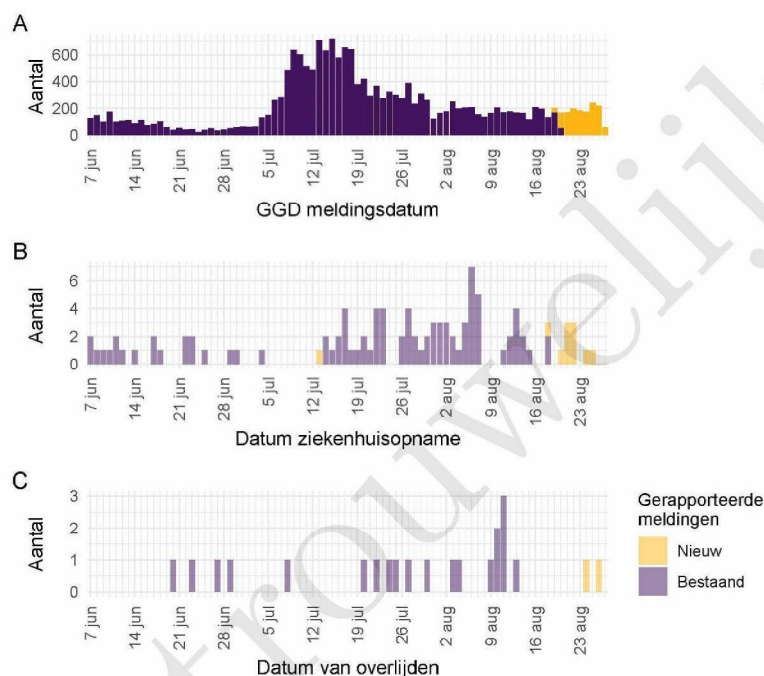 A
Aantal
600
400
200
0
7 jun
14 jun
21 jun
28 jun
5 jul
12 jul
19 jul
26 jul
2 aug
9 aug
16 aug
23 aug
GGD meldingsdatum
B
Aantal
6
4
2
0
7 jun
14 jun
21 jun
28 jun
5 jul
12 jul
19 jul
26 jul
2 aug
9 aug
16 aug
23 aug
Datum ziekenhuisopname
C
Aantal
3
2
1
0
7 jun
14 jun
21 jun
28 jun
5 jul
12 jul
19 jul
26 jul
2 aug
9 aug
16 aug
23 aug
Datum van overlijden
Gerapporteerde
meldingen
Nieuw
Bestaand
trouwelijk